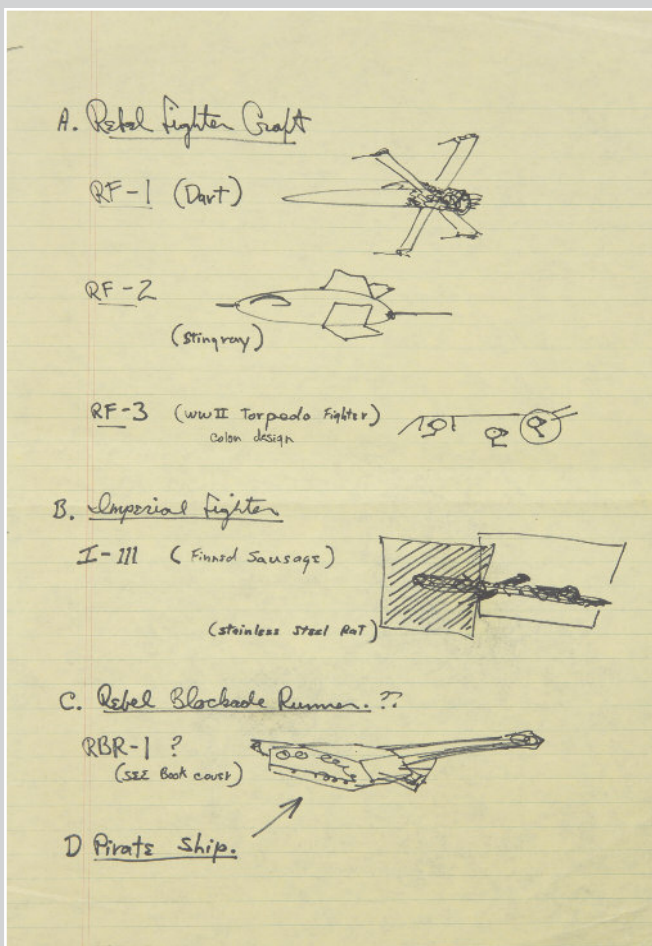 A. Rebel Fighter Craft
RF-1 (Dart)
RF-2
(Stingray)
RF-3 (WWII Torpedo Fighter)
colon design
B. Imperial Fighter
I-III (Finned Sausage)
(Stainless Steel Rat)
C. Rebel Blockade Runner. ??
RBR-1 ?
(SEE Book cover)
D Pirate Ship.